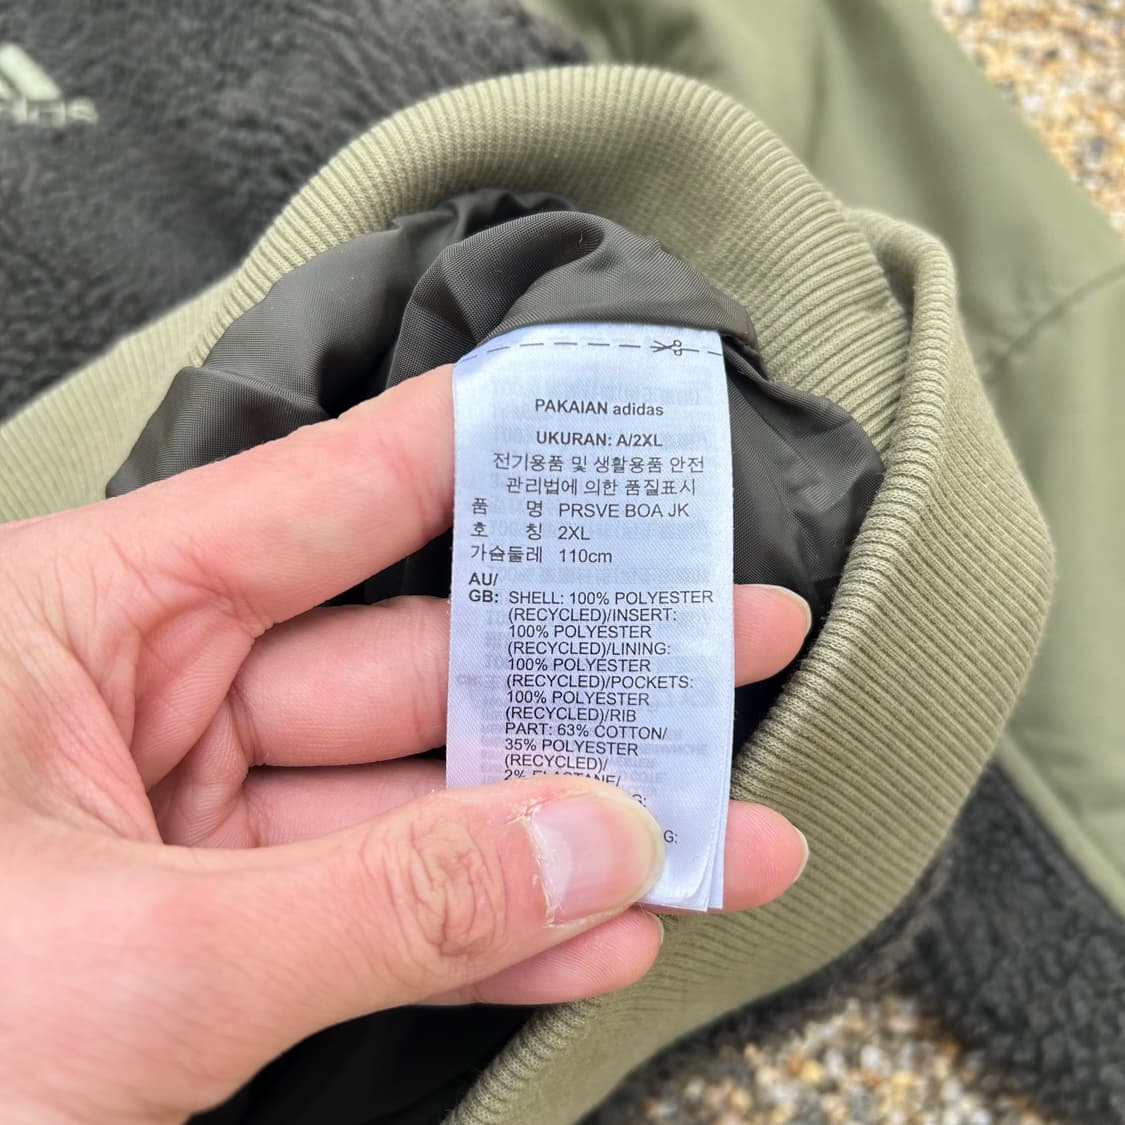 adidas
PAKAIAN adidas
UKURAN: A/2XL
전기용품 및 생활용품 안전
관리법에 의한 품질표시
품 명 PRSVE BOA JK
호 칭 2XL
가슴둘레 110cm
AU/
GB: SHELL: 100% POLYESTER
(RECYCLED)/INSERT:
100% POLYESTER
(RECYCLED)/LINING:
100% POLYESTER
(RECYCLED)/POCKETS:
100% POLYESTER
(RECYCLED)/RIB
PART: 63% COTTON/
35% POLYESTER
(RECYCLED)/
2% ELASTANE/
G:
G: